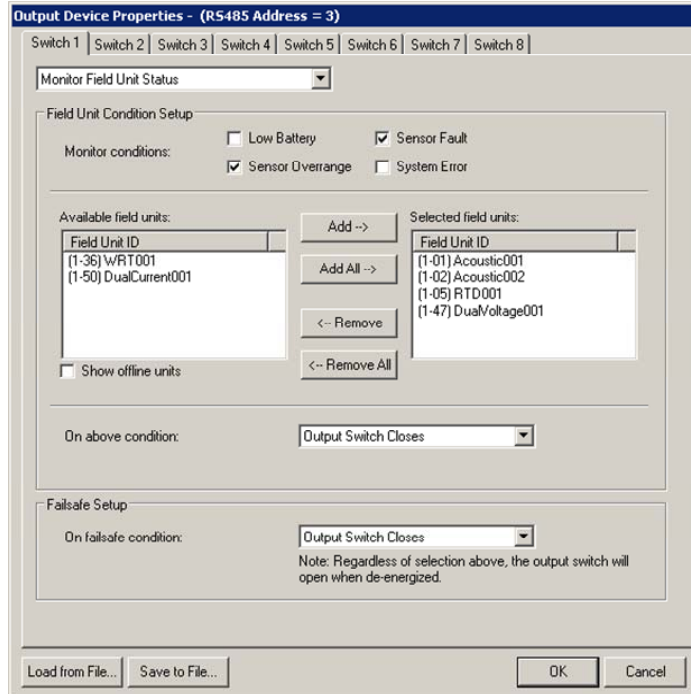 Output Device Properties - (RS485 Address = 3)
Switch 1 Switch 2 Switch 3 Switch 4 Switch 5 Switch 6 Switch 7 Switch 8
Monitor Field Unit Status
Field Unit Condition Setup
Monitor conditions:
Low Battery
Sensor Fault
Sensor Overrange
System Error
Available field units:
Field Unit ID
(1-36) WRT001
(1-50) DualCurrent001
Show offline units
Add -->
Add All -->
<-- Remove
<-- Remove All
Selected field units:
Field Unit ID
(1-01) Acoustic001
(1-02) Acoustic002
(1-05) RTD001
(1-47) DualVoltage001
On above condition:
Output Switch Closes
Failsafe Setup
On failsafe condition:
Output Switch Closes
Note: Regardless of selection above, the output switch will
open when de-energized.
Load from File...
Save to File...
OK
Cancel